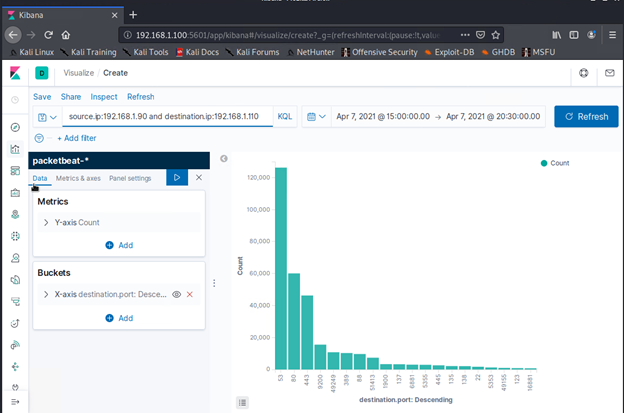 Kibana
192.168.1.100:5601/app/kibana#/visualize/create?_g=(refreshInterval:(pause:!t,value
Kali Linux Kali Training Kali Tools Kali Docs Kali Forums NetHunter Offensive Security Exploit-DB GHDB MSFU
D Visualize / Create
Save Share Inspect Refresh
source.ip:192.168.1.90 and destination.ip:192.168.1.110 KQL Apr 7, 2021 @ 15:00:00.00 → Apr 7, 2021 @ 20:30:00.00 Refresh
+ Add filter
packetbeat-*
Data Metrics & axes Panel settings
Metrics
Y-axis Count
Add
Buckets
X-axis destination.port: Desce...
Add
Count
120,000
100,000
80,000
60,000
40,000
20,000
0
Count
53
80
443
9200
49249
389
88
51413
1900
137
6881
5355
445
135
138
22
5353
49155
123
16881
destination.port: Descending